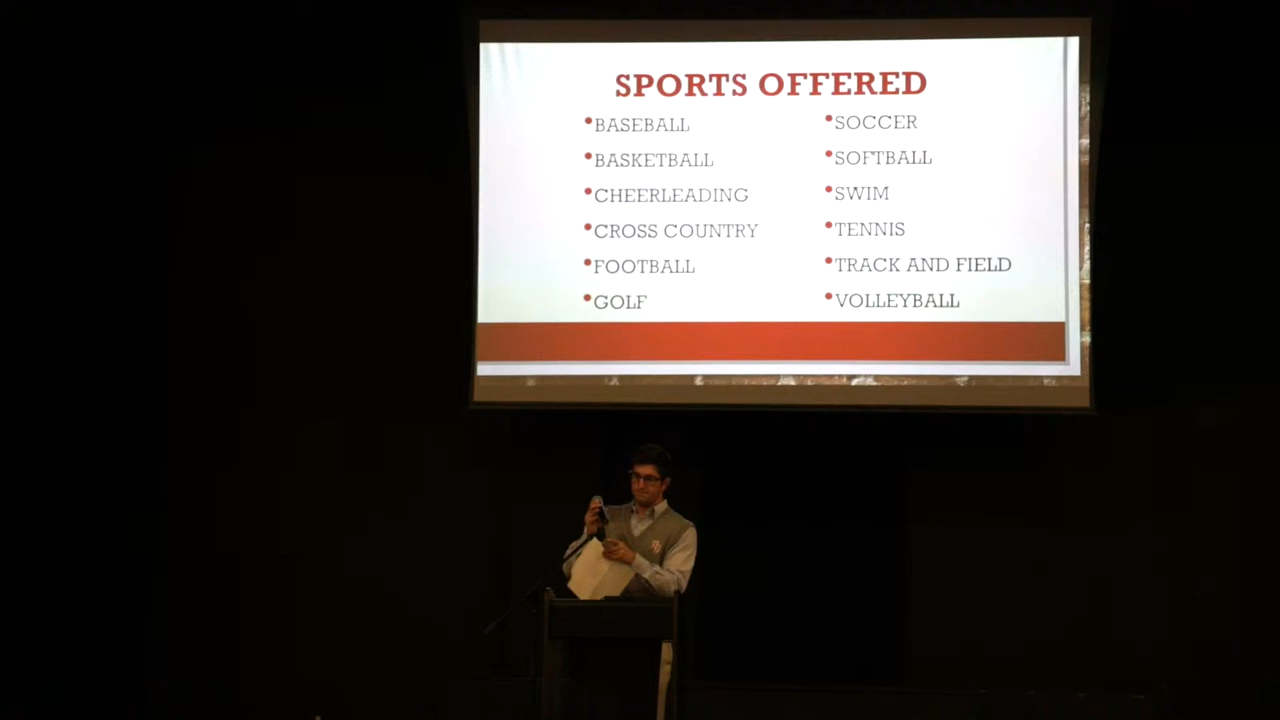 SPORTS OFFERED
•BASEBALL
•BASKETBALL
•CHEERLEADING
•CROSS COUNTRY
•FOOTBALL
•GOLF
•SOCCER
•SOFTBALL
•SWIM
•TENNIS
•TRACK AND FIELD
•VOLLEYBALL